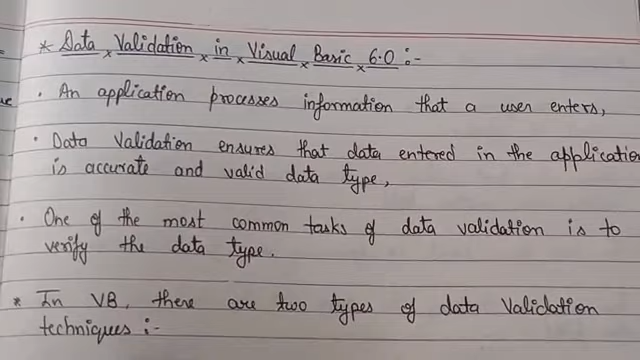 * Data Validation in Visual Basic 6.0 :-
• An application processes information that a user enters,
• Data Validation ensures that data entered in the application
is accurate and valid data type,
• One of the most common tasks of data validation is to
verify the data type.
* In VB, there are two types of data Validation
techniques :-